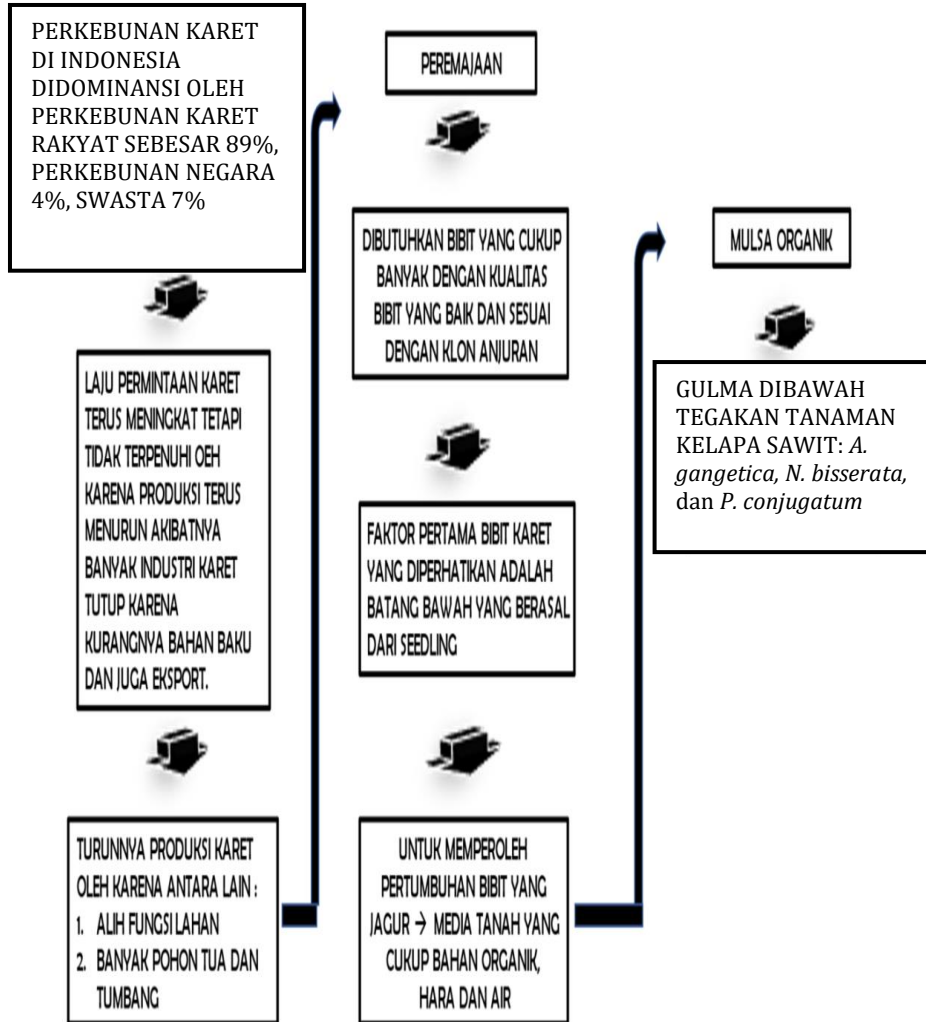 PERKEBUNAN KARET
DI INDONESIA
DIDOMINANSI OLEH
PERKEBUNAN KARET
RAKYAT SEBESAR 89%,
PERKEBUNAN NEGARA
4%, SWASTA 7%
LAJU PERMINTAAN KARET
TERUS MENINGKAT TETAPI
TIDAK TERPENUHI OEH
KARENA PRODUKSI TERUS
MENURUN AKIBATNYA
BANYAK INDUSTRI KARET
TUTUP KARENA
KURANGNYA BAHAN BAKU
DAN JUGA EKSPORT.
TURUNNYA PRODUKSI KARET
OLEH KARENA ANTARA LAIN :
1. ALIH FUNGSI LAHAN
2. BANYAK POHON TUA DAN
TUMBANG
PEREMAJAAN
DIBUTUHKAN BIBIT YANG CUKUP
BANYAK DENGAN KUALITAS
BIBIT YANG BAIK DAN SESUAI
DENGAN KLON ANJURAN
FAKTOR PERTAMA BIBIT KARET
YANG DIPERHATIKAN ADALAH
BATANG BAWAH YANG BERASAL
DARI SEEDLING
UNTUK MEMPEROLEH
PERTUMBUHAN BIBIT YANG
JAGUR → MEDIA TANAH YANG
CUKUP BAHAN ORGANIK,
HARA DAN AIR
MULSA ORGANIK
GULMA DIBAWAH
TEGAKAN TANAMAN
KELAPA SAWIT: A.
gangetica, N. bisserata,
dan P. conjugatum